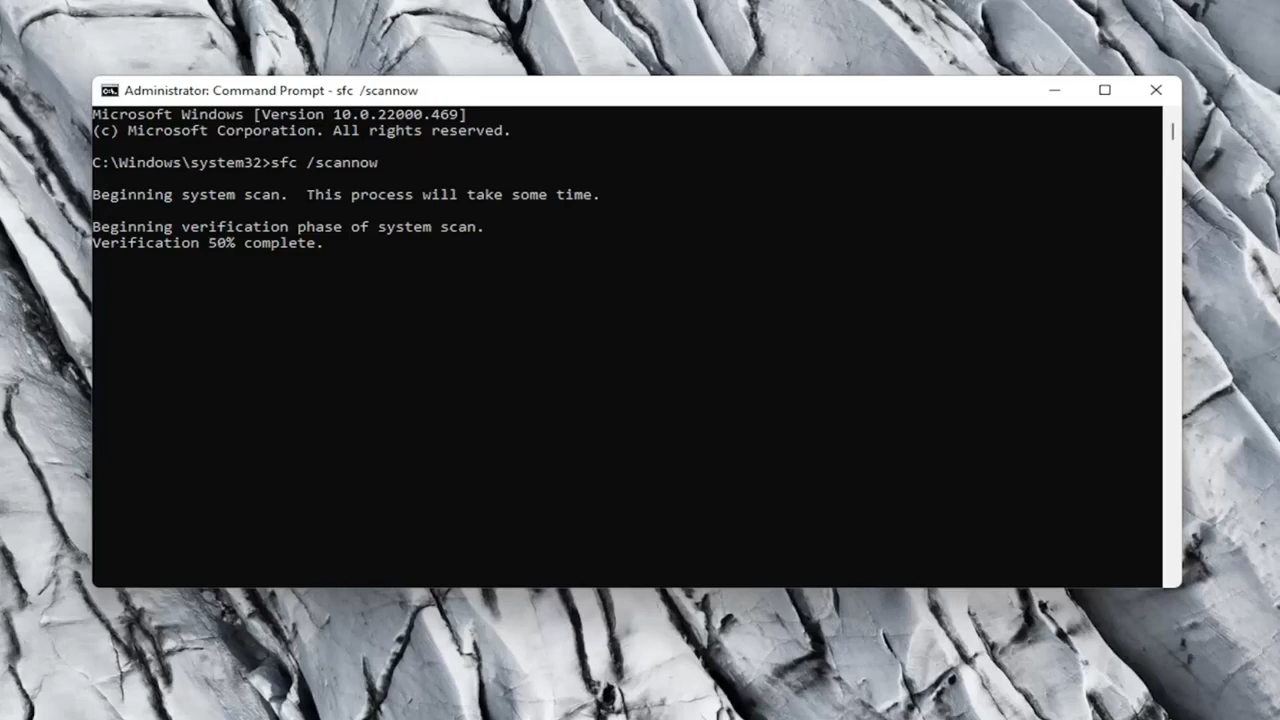 Administrator: Command Prompt - sfc  /scannow
Microsoft Windows [Version 10.0.22000.469]
(c) Microsoft Corporation. All rights reserved.
C:\Windows\system32>sfc /scannow
Beginning system scan.  This process will take some time.
Beginning verification phase of system scan.
Verification 50% complete.